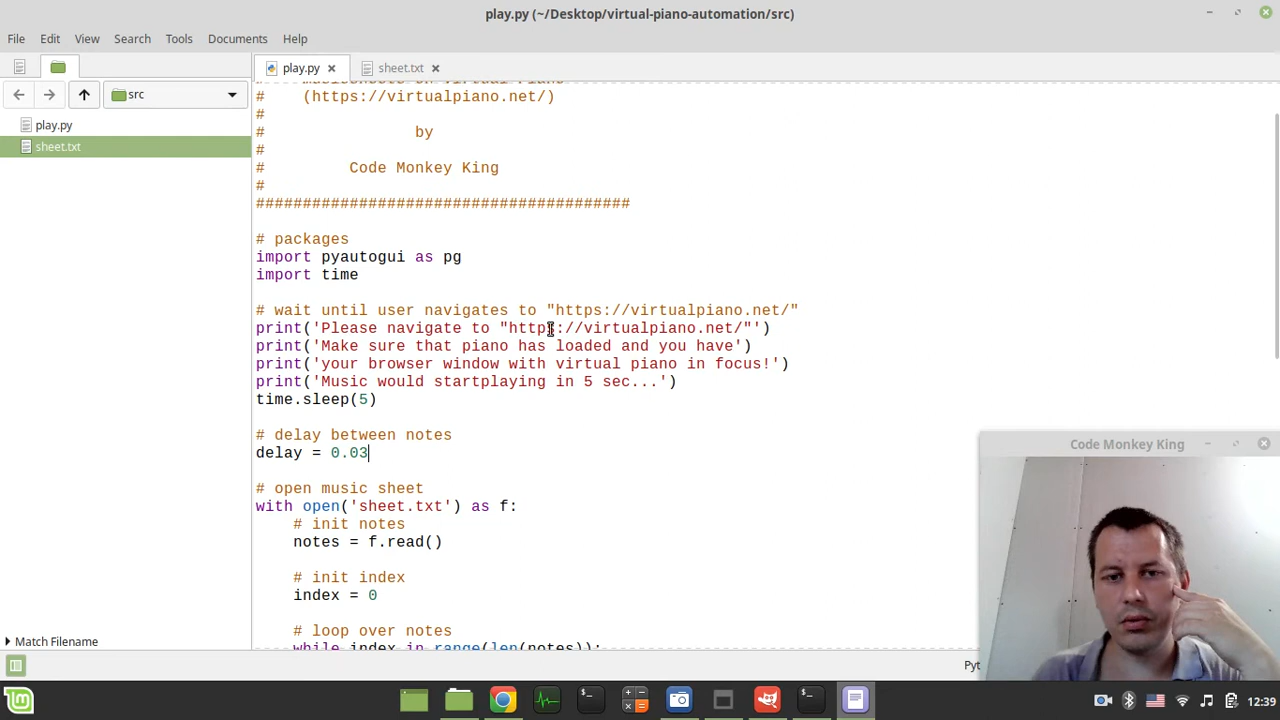 play.py (~/Desktop/virtual-piano-automation/src)
File Edit View Search Tools Documents Help
play.py sheet.txt
src
play.py
sheet.txt
# (https://virtualpiano.net/)
#
# by
#
# Code Monkey King
#
########################################
# packages
import pyautogui as pg
import time
# wait until user navigates to "https://virtualpiano.net/"
print('Please navigate to "https://virtualpiano.net/"')
print('Make sure that piano has loaded and you have')
print('your browser window with virtual piano in focus!')
print('Music would startplaying in 5 sec...')
time.sleep(5)
# delay between notes
delay = 0.03
# open music sheet
with open('sheet.txt') as f:
# init notes
notes = f.read()
# init index
index = 0
# loop over notes
while index in range(len(notes)):
Match Filename
Code Monkey King
Pyt
12:39